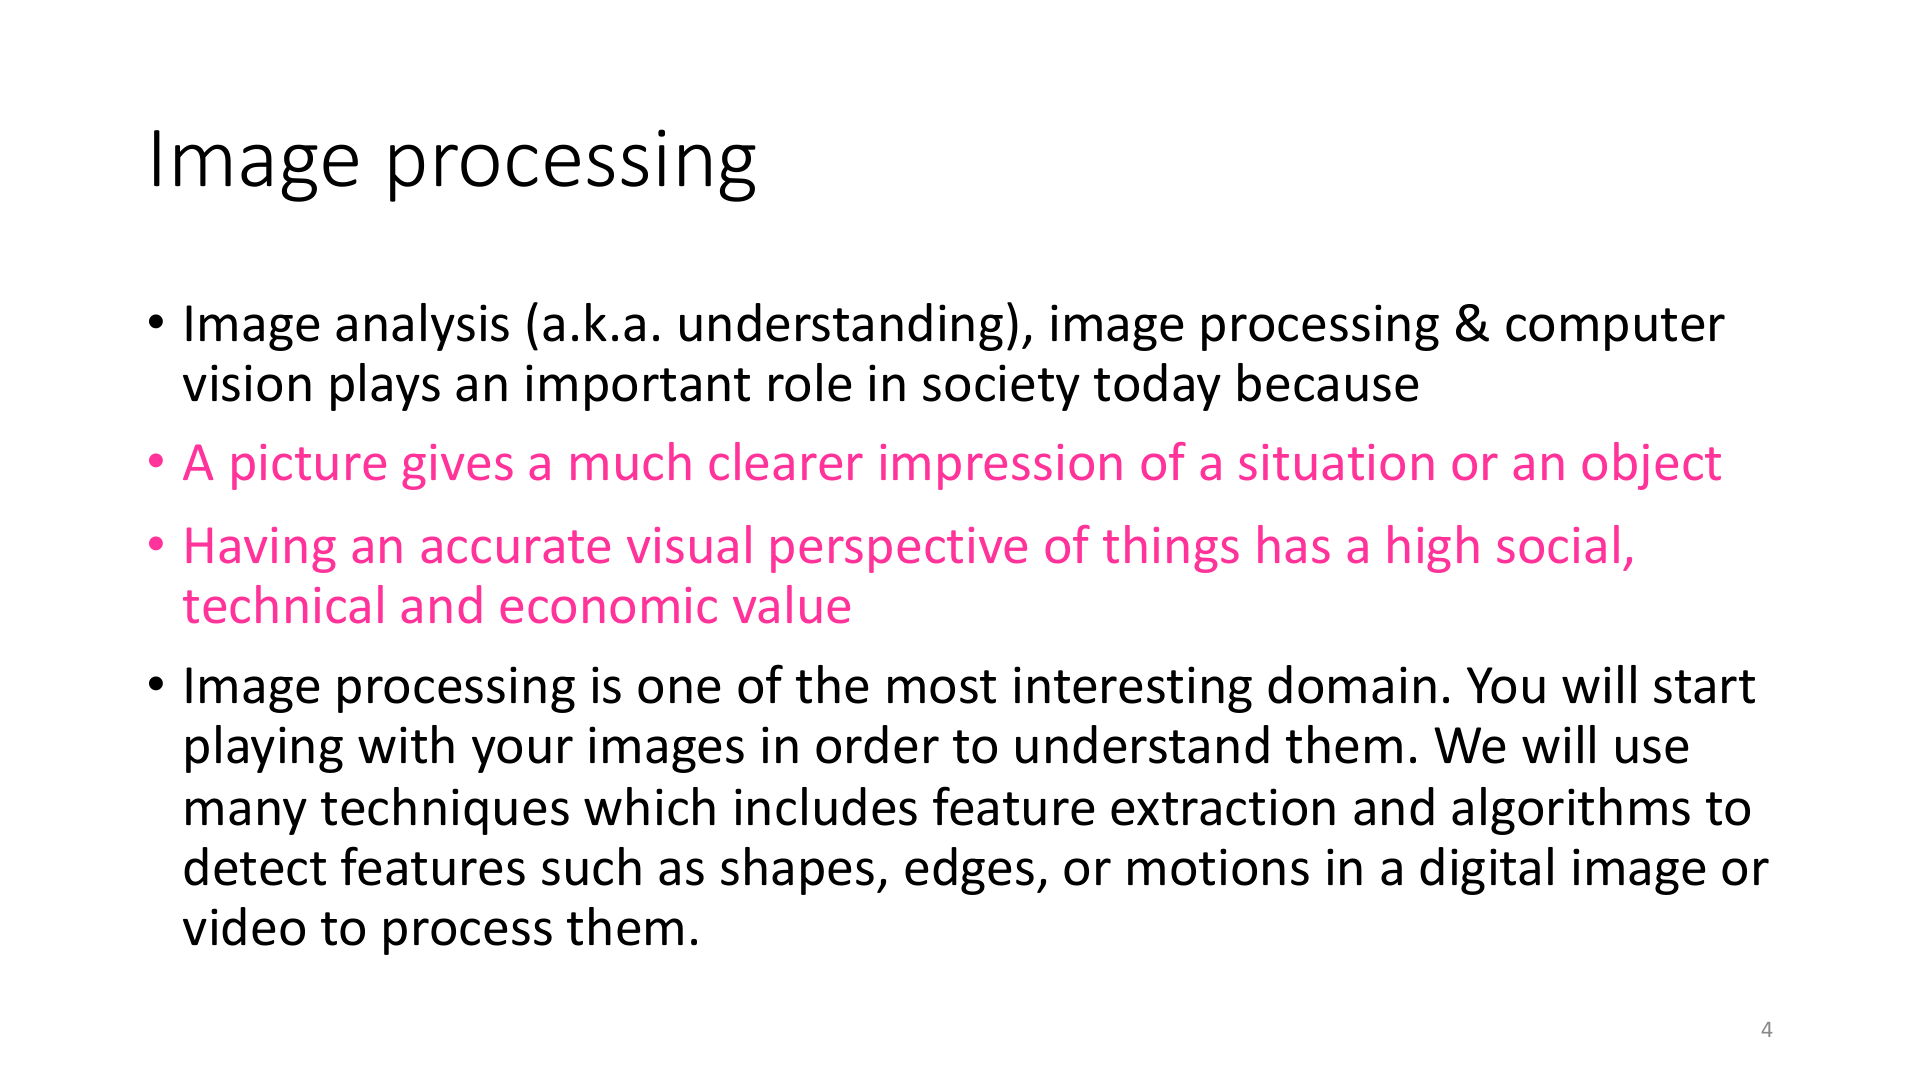 Image processing
• Image analysis (a.k.a. understanding), image processing & computer
vision plays an important role in society today because
• A picture gives a much clearer impression of a situation or an object
• Having an accurate visual perspective of things has a high social,
technical and economic value
• Image processing is one of the most interesting domain. You will start
playing with your images in order to understand them. We will use
many techniques which includes feature extraction and algorithms to
detect features such as shapes, edges, or motions in a digital image or
video to process them.
4